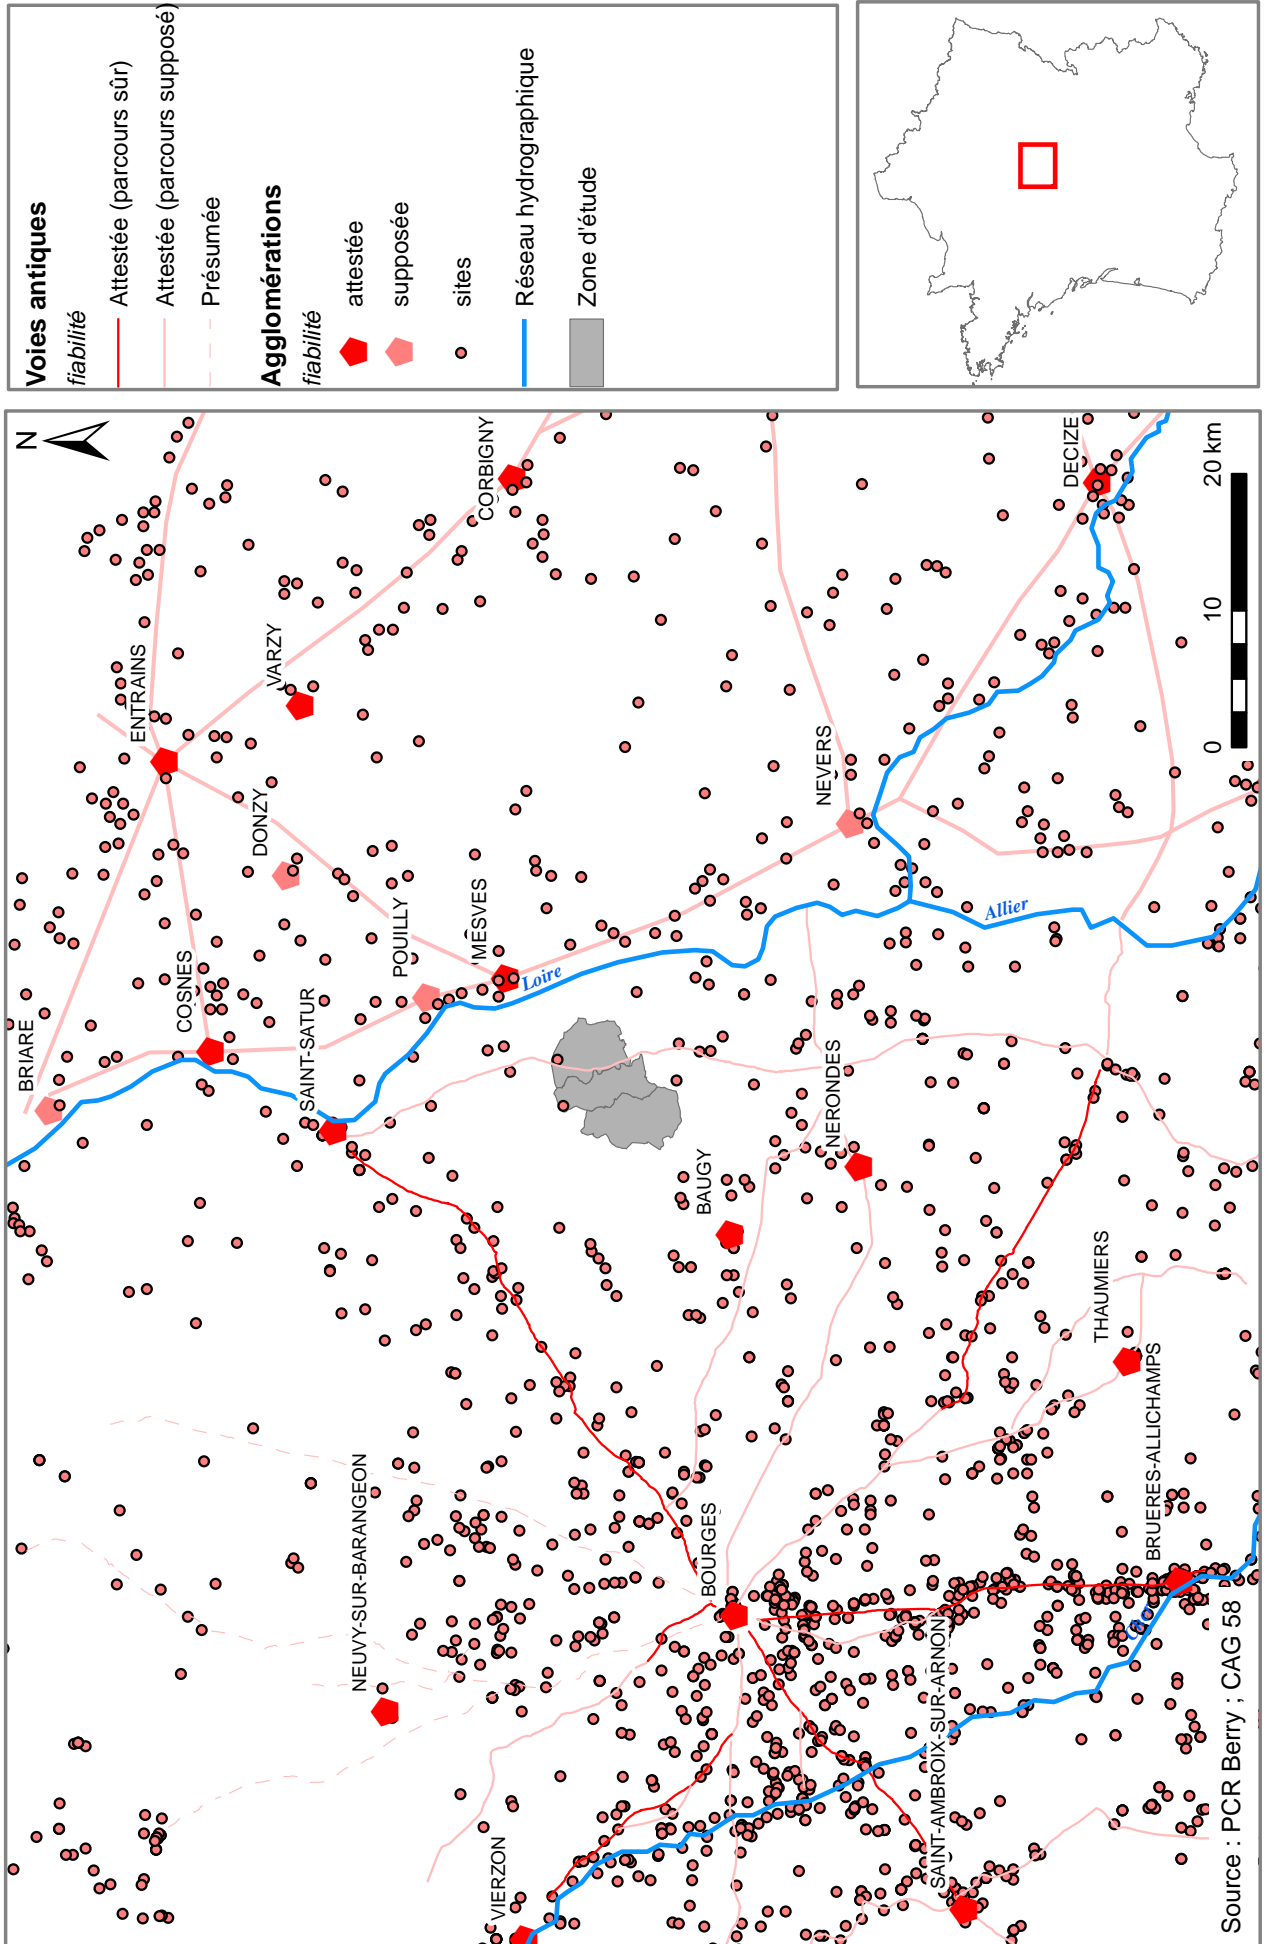 Voies antiques
fiabilité
Attestée (parcours sûr)
Attestée (parcours supposé)
Présumée
Agglomérations
fiabilité
attestée
supposée
sites
Réseau hydrographique
Zone d'étude
N
BRIARE
COSNES
ENTRAINS
SAINT-SATUR
DONZY
VARZY
POUILLY
MESVES
CORBIGNY
Loire
NEUVY-SUR-BARANGEON
VIERZON
BOURGES
BAUGY
NERONDES
NEVERS
Allier
SAINT-AMBROIX-SUR-ARNON
THAUMIERS
BRUERES-ALLICHAMPS
DECIZE
Cher
0 10 20 km
Source : PCR Berry ; CAG 58